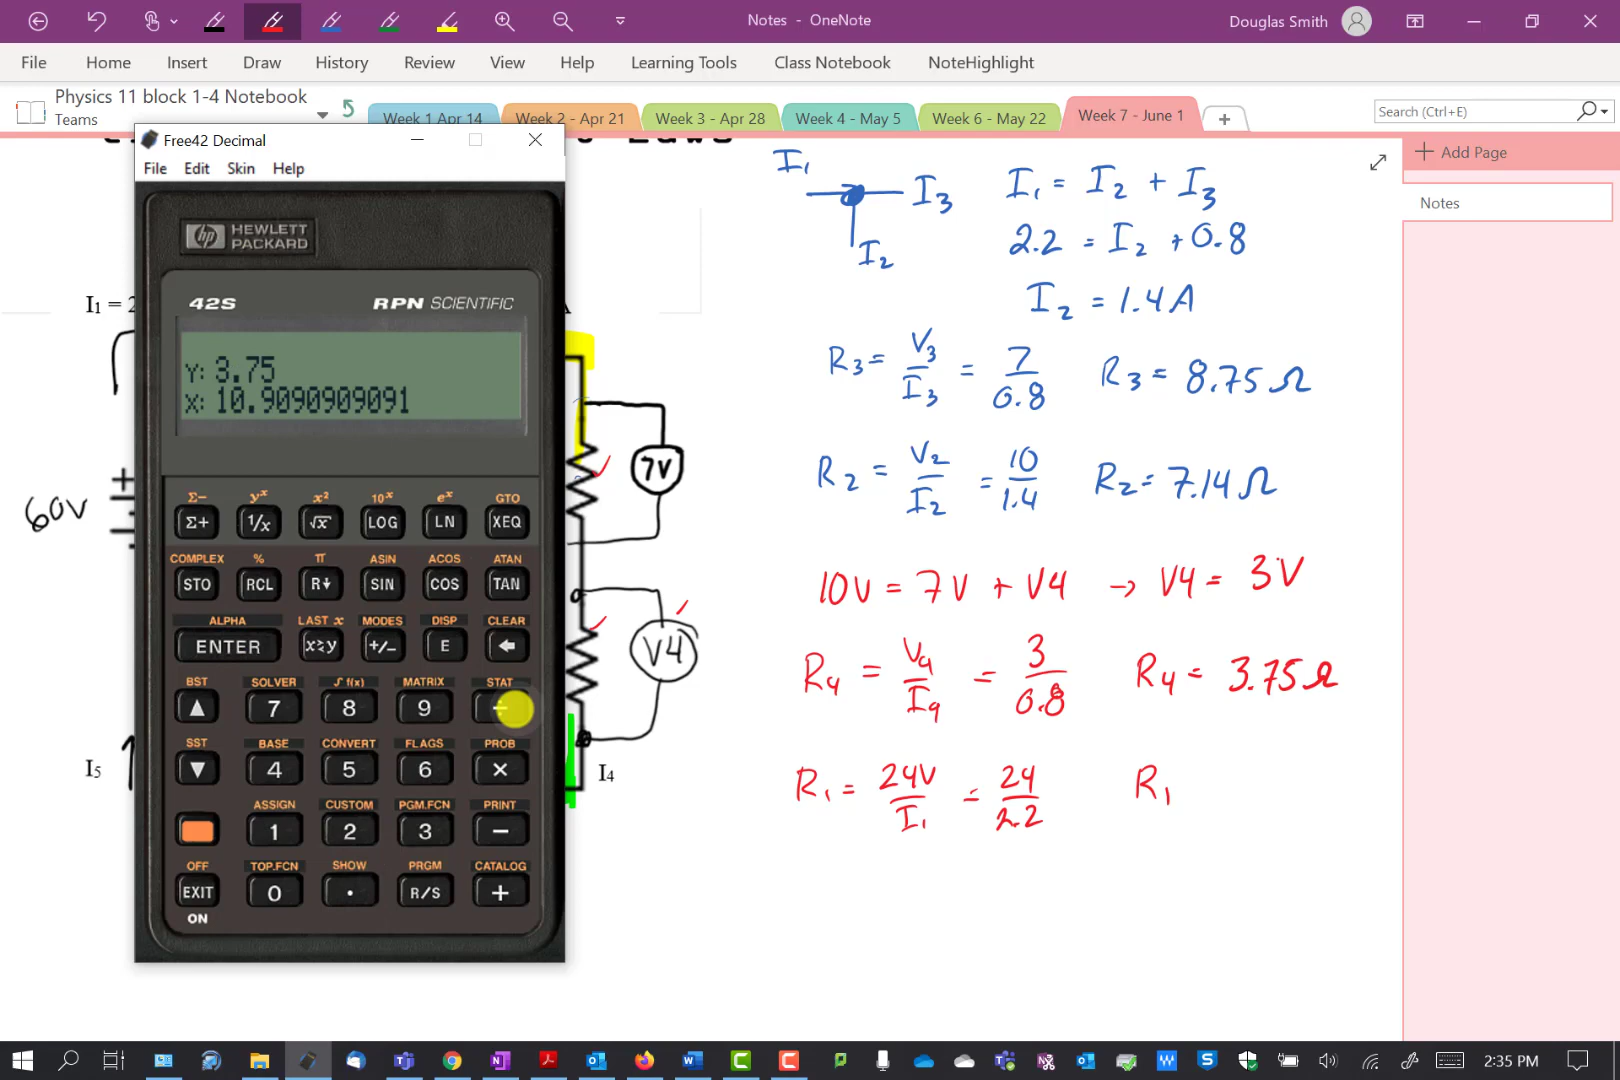 Notes - OneNote
Douglas Smith
File Home Insert Draw History Review View Help Learning Tools Class Notebook NoteHighlight
Physics 11 block 1-4 Notebook
Teams
Week 1 Apr 14
Week 2 - Apr 21
Week 3 - Apr 28
Week 4 - May 5
Week 6 - May 22
Week 7 - June 1
Search (Ctrl+E)
Add Page
Notes
Free42 Decimal
File Edit Skin Help
HEWLETT
PACKARD
42S RPN SCIENTIFIC
Y: 3.75
X: 10.9090909091
Σ- yˣ x² 10ˣ eˣ GTO
Σ+ 1/x √x LOG LN XEQ
COMPLEX % π ASIN ACOS ATAN
STO RCL R↓ SIN COS TAN
ALPHA LAST x MODES DISP CLEAR
ENTER x≷y +/- E ←
BST SOLVER ∫f(x) MATRIX STAT
▲ 7 8 9 ÷
SST BASE CONVERT FLAGS PROB
▼ 4 5 6 ×
ASSIGN CUSTOM PGM.FCN PRINT
1 2 3 −
OFF TOP.FCN SHOW PRGM CATALOG
EXIT 0 . R/S +
ON
I₁ = 2
60V
I5
7V
V4
I4
I₁
I₃
I₂
I₁ = I₂ + I₃
2.2 = I₂ + 0.8
I₂ = 1.4A
R₃ = V₃/I₃ = 7/0.8 R₃ = 8.75 Ω
R₂ = V₂/I₂ = 10/1.4 R₂ = 7.14 Ω
10V = 7V + V4 → V4 = 3V
R₄ = V₄/I₄ = 3/0.8 R₄ = 3.75 Ω
R₁ = 24V/I₁ = 24/2.2 R₁
2:35 PM